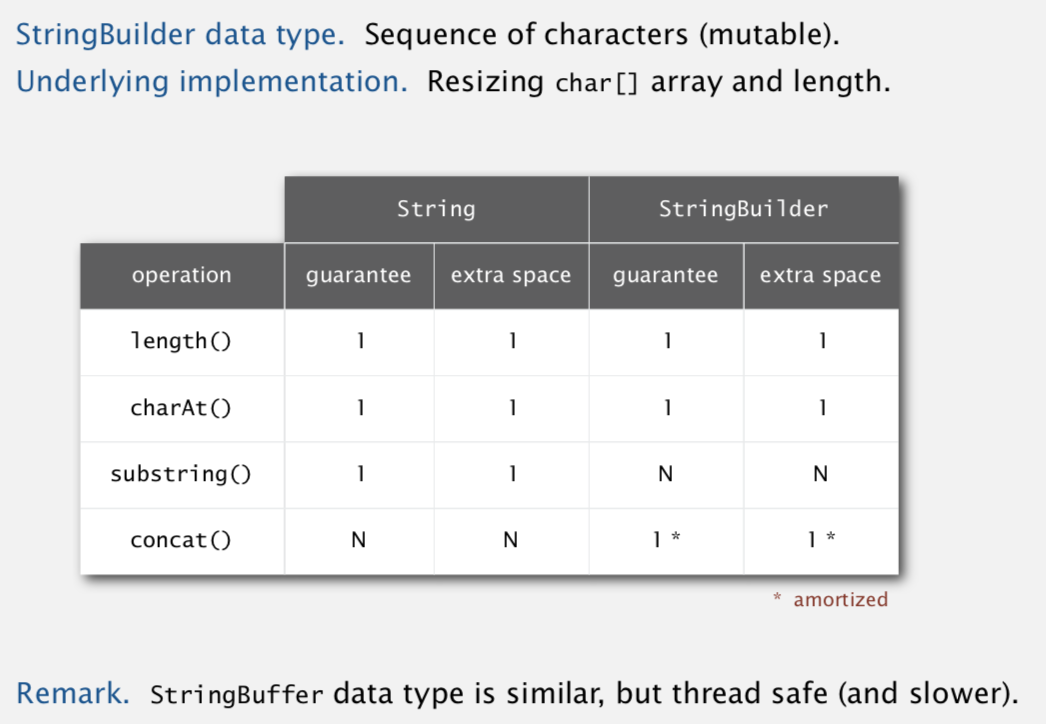 StringBuilder data type. Sequence of characters (mutable).
Underlying implementation. Resizing char[] array and length.
String StringBuilder
operation guarantee extra space guarantee extra space
length() 1 1 1 1
charAt() 1 1 1 1
substring() 1 1 N N
concat() N N 1 * 1 *
* amortized
Remark. StringBuffer data type is similar, but thread safe (and slower).